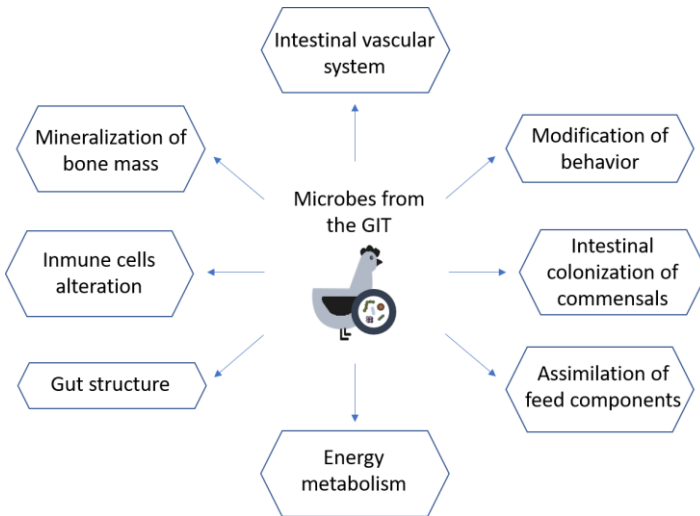 Intestinal vascular
system
Mineralization of
bone mass
Modification of
behavior
Microbes from
the GIT
Inmune cells
alteration
Intestinal
colonization of
commensals
Gut structure
Assimilation of
feed components
Energy
metabolism